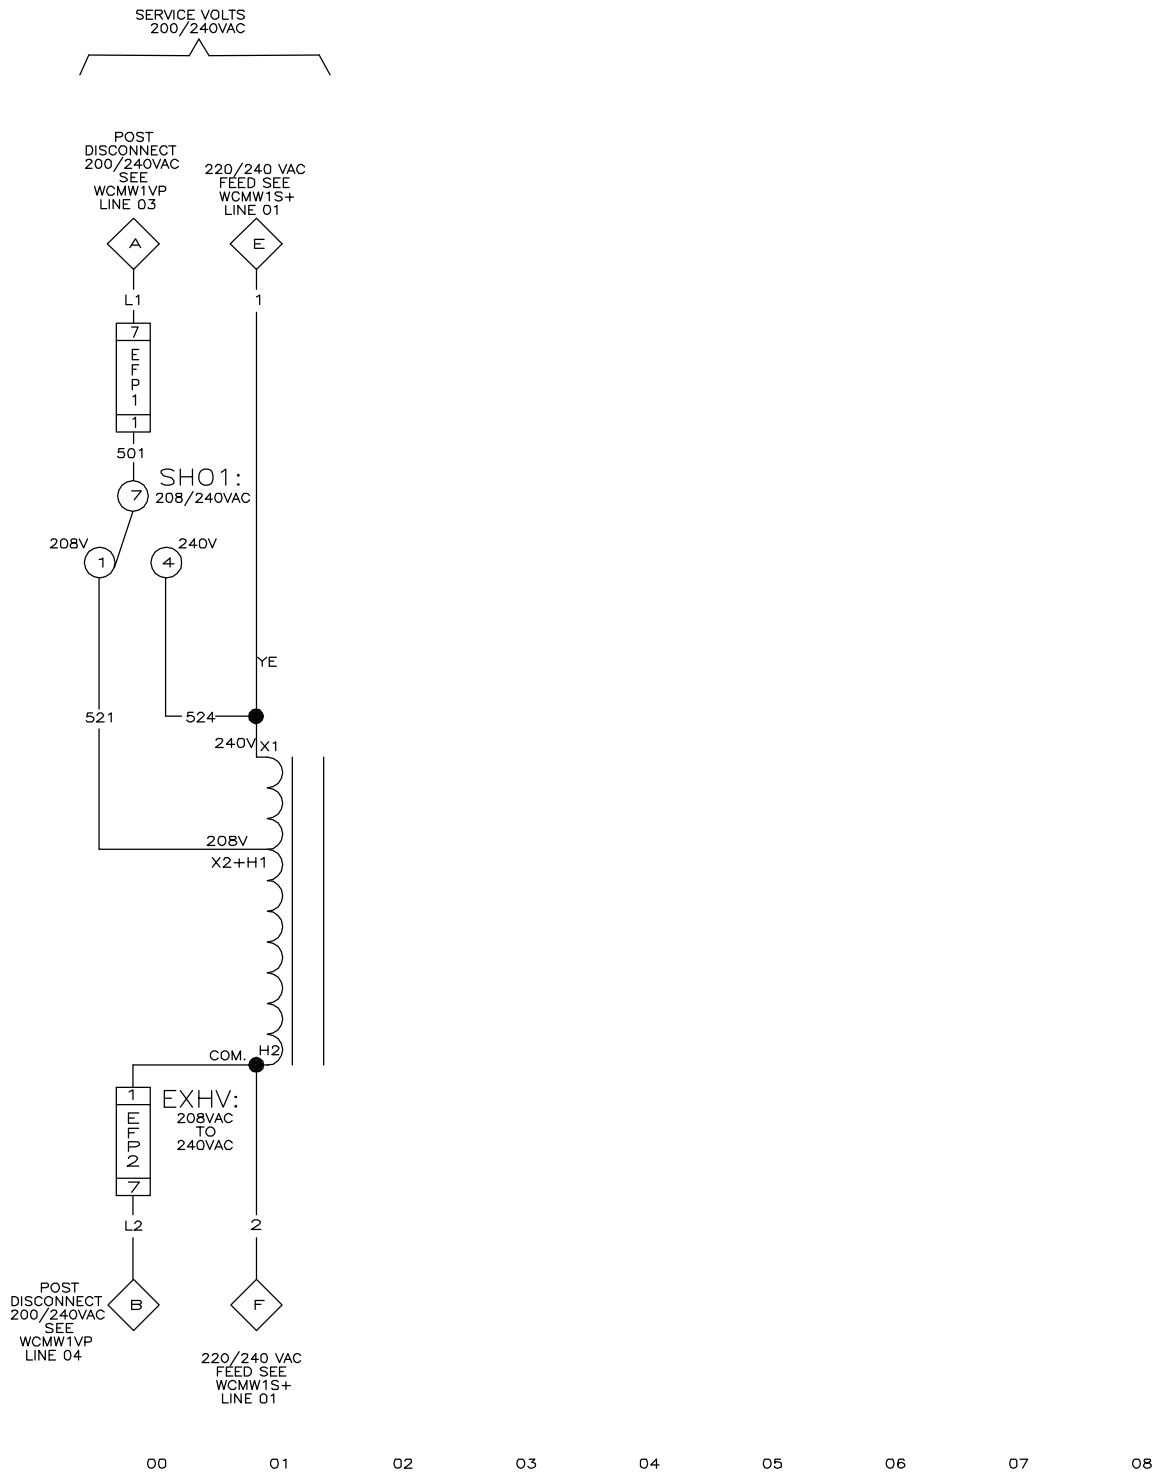 SERVICE VOLTS
200/240VAC
POST
DISCONNECT
200/240VAC
SEE
WCMW1VP
LINE 03
220/240 VAC
FEED SEE
WCMW1S+
LINE 01
A
E
L1
1
7
E
F
P
1
1
501
SHO1:
208/240VAC
7
208V
240V
1
4
YE
521
524
240V
X1
208V
X2+H1
H2
COM.
1
EXHV:
208VAC
TO
240VAC
E
F
P
2
7
L2
2
POST
DISCONNECT
200/240VAC
SEE
WCMW1VP
LINE 04
B
F
220/240 VAC
FEED SEE
WCMW1S+
LINE 01
00 01 02 03 04 05 06 07 08